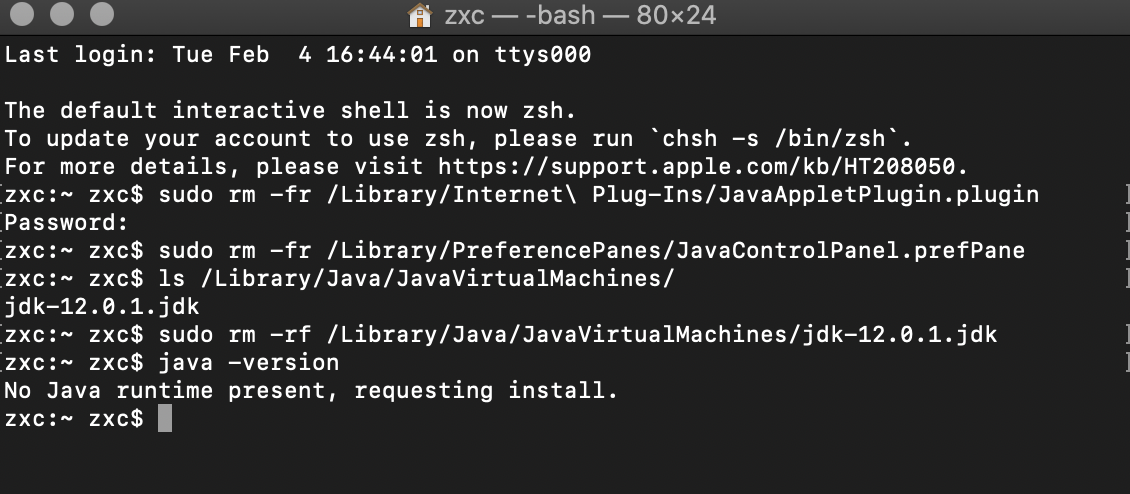 zxc — -bash — 80×24
Last login: Tue Feb  4 16:44:01 on ttys000
The default interactive shell is now zsh.
To update your account to use zsh, please run `chsh -s /bin/zsh`.
For more details, please visit https://support.apple.com/kb/HT208050.
[zxc:~ zxc$ sudo rm -fr /Library/Internet\ Plug-Ins/JavaAppletPlugin.plugin ]
[Password: ]
[zxc:~ zxc$ sudo rm -fr /Library/PreferencePanes/JavaControlPanel.prefPane ]
[zxc:~ zxc$ ls /Library/Java/JavaVirtualMachines/ ]
jdk-12.0.1.jdk
[zxc:~ zxc$ sudo rm -rf /Library/Java/JavaVirtualMachines/jdk-12.0.1.jdk ]
[zxc:~ zxc$ java -version ]
No Java runtime present, requesting install.
zxc:~ zxc$